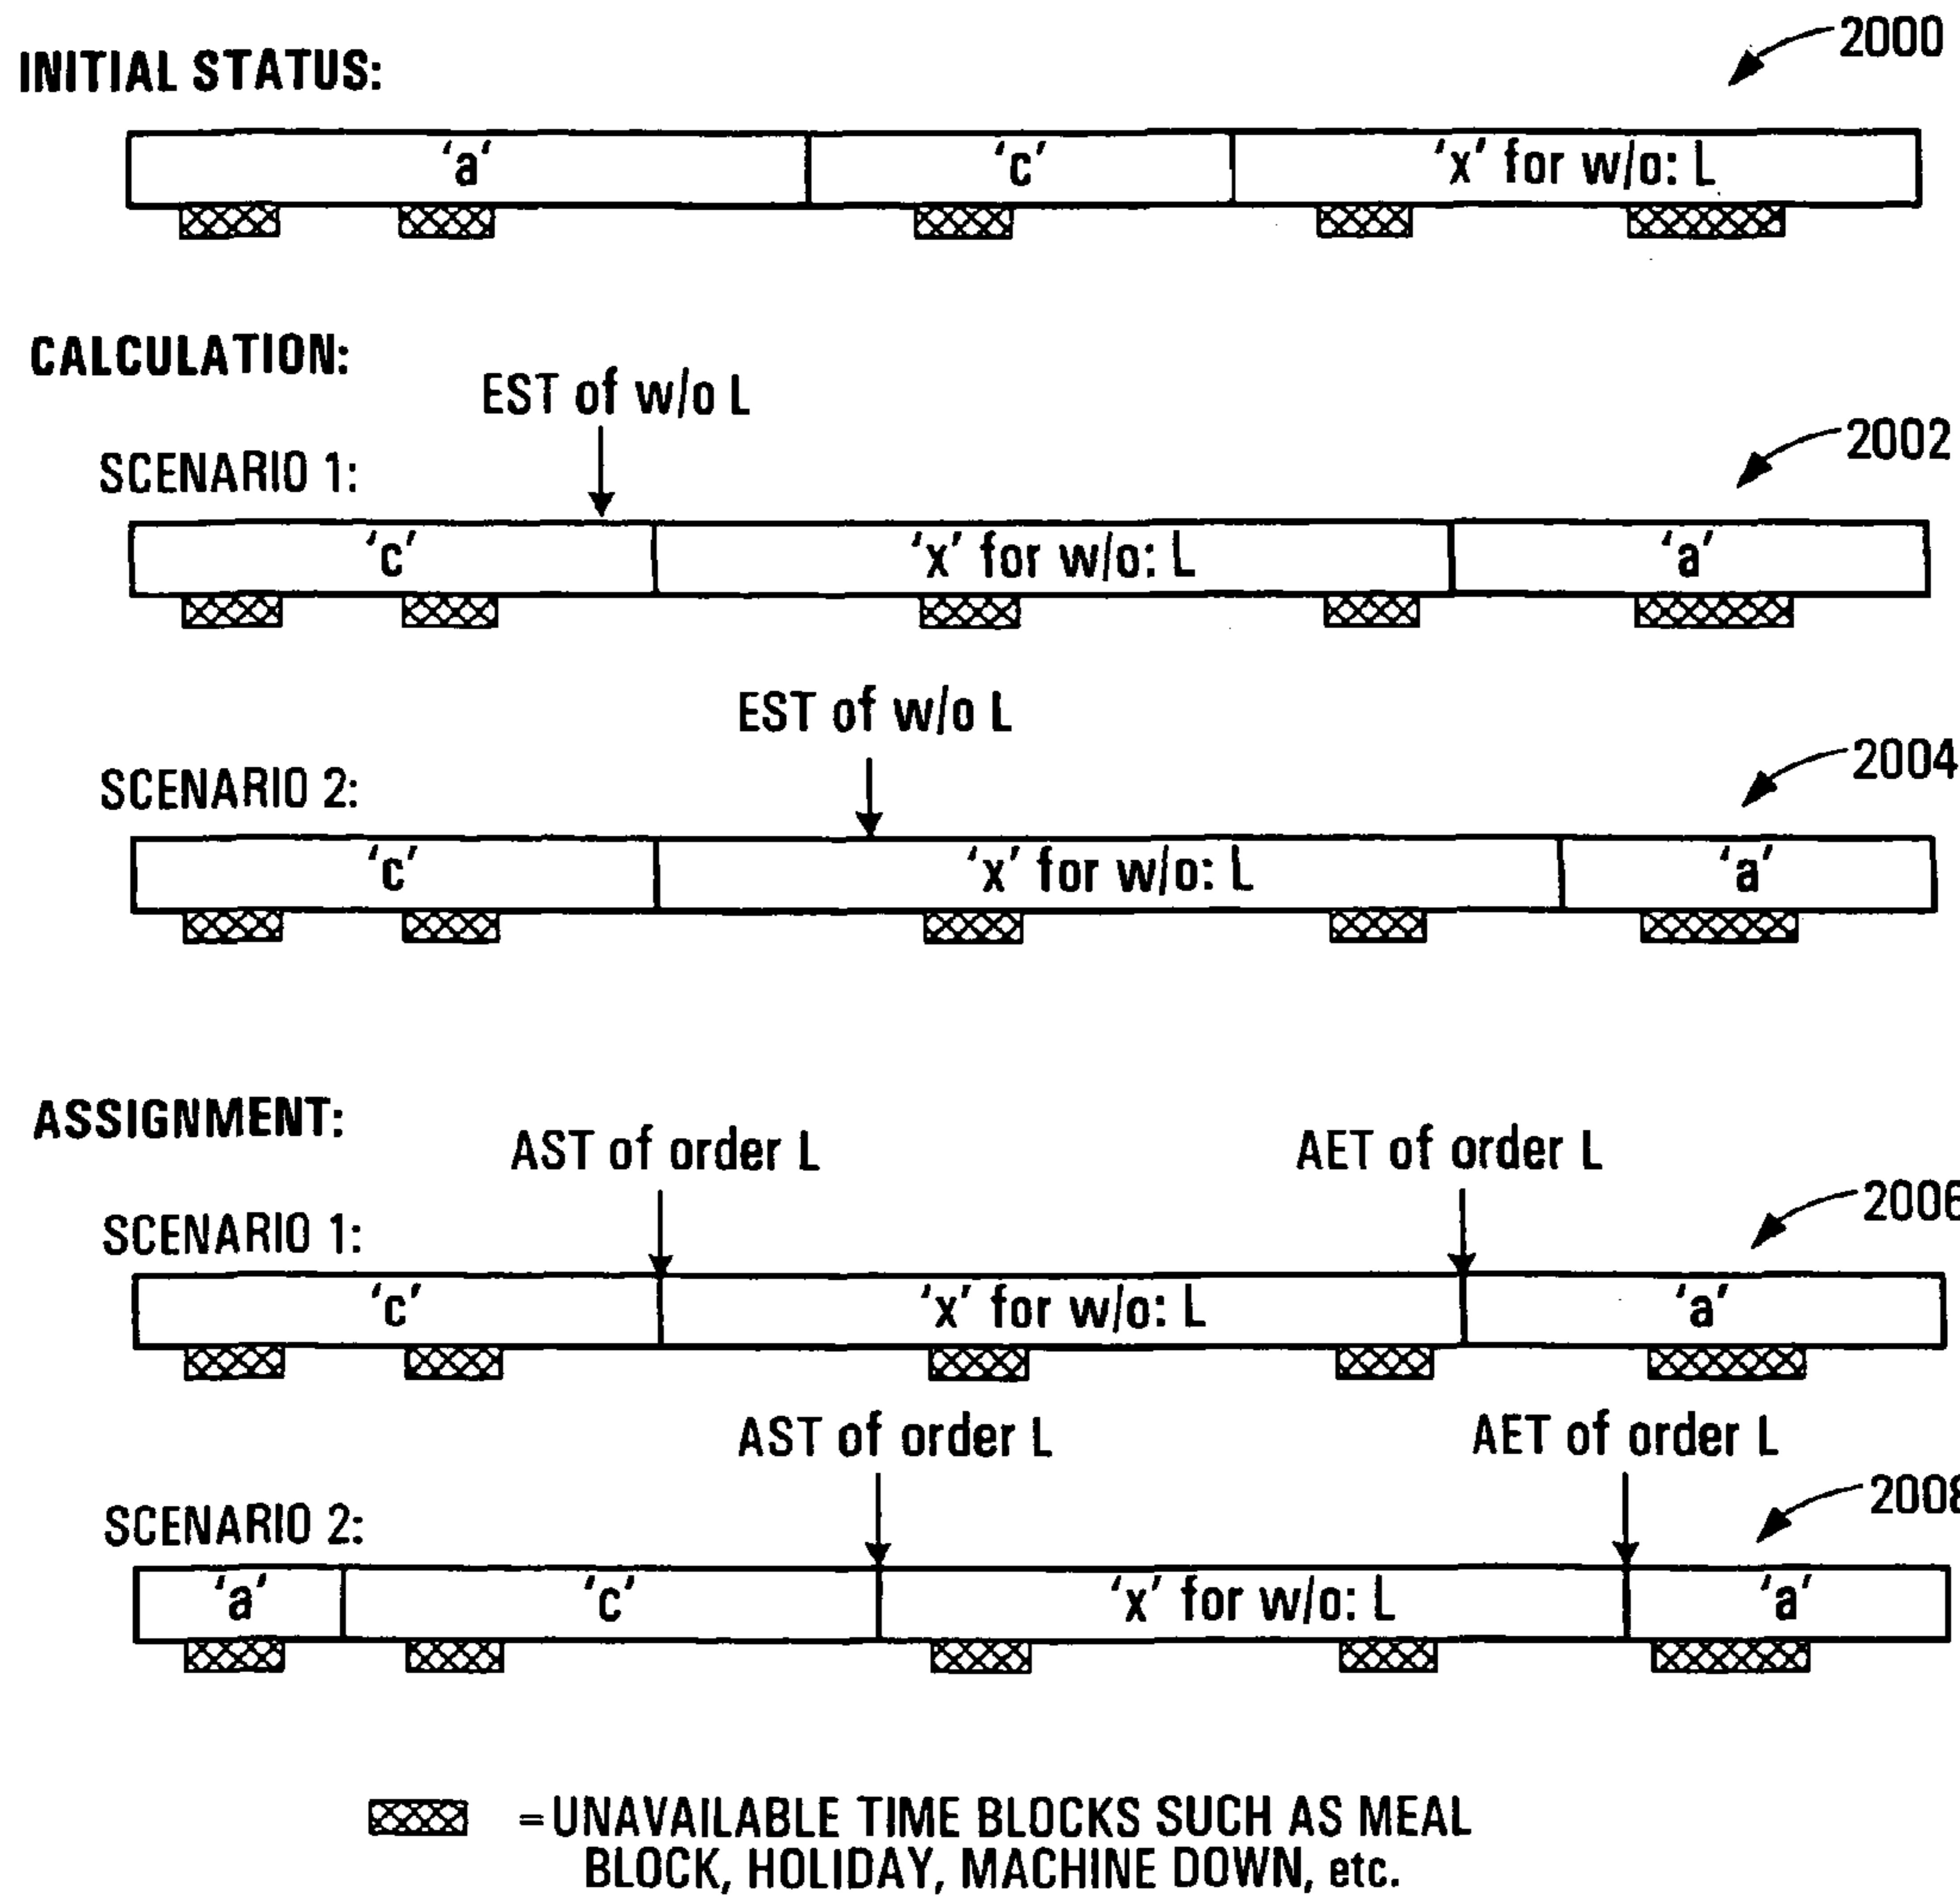 2000
INITIAL STATUS:
‘a‘ ‘c’ ‘x’ for w/o: L
CALCULATION:
EST of w/o L
2002
SCENARIO 1:
‘c’ ‘x’ for w/o: L ‘a’
EST of w/o L
2004
SCENARIO 2:
‘c’ ‘x’ for w/o: L ‘a’
ASSIGNMENT:
AST of order L AET of order L
2006
SCENARIO 1:
‘c’ ‘x’ for w/o: L ‘a’
AST of order L AET of order L
2008
SCENARIO 2:
‘a’ ‘c’ ‘x’ for w/o: L ‘a’
=UNAVAILABLE TIME BLOCKS SUCH AS MEAL
BLOCK, HOLIDAY, MACHINE DOWN, etc.